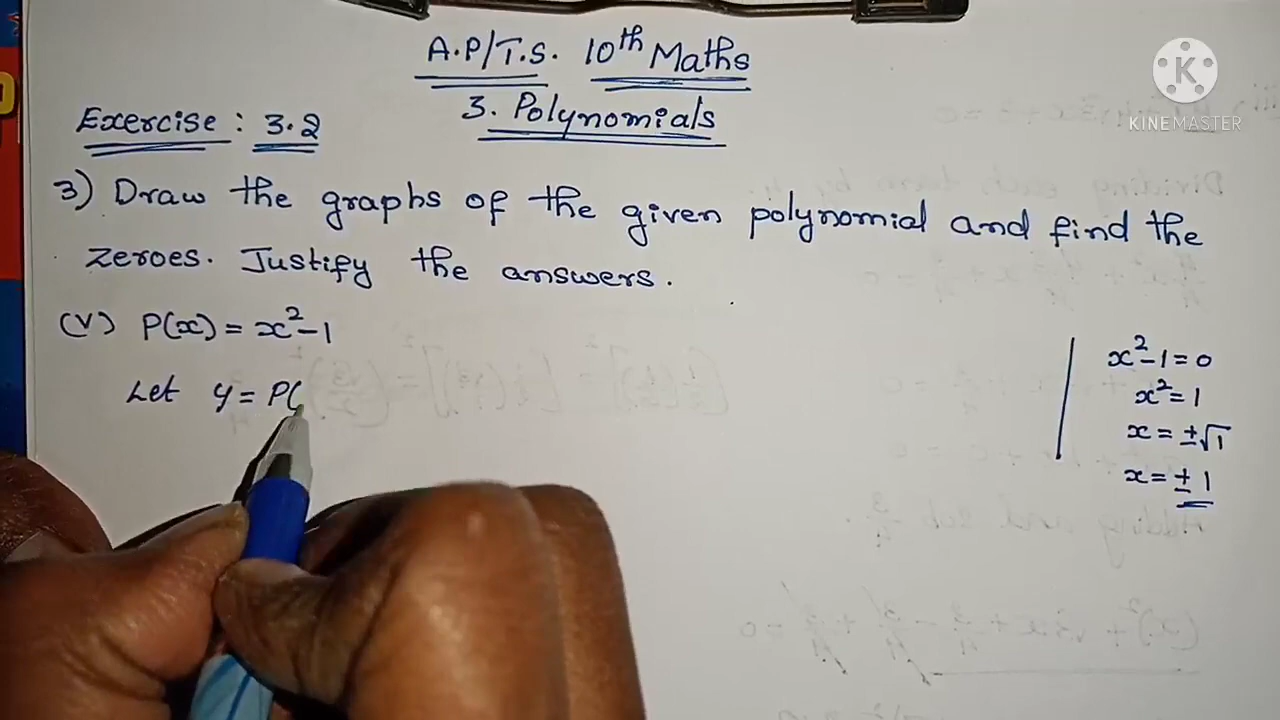 A.P/T.S. 10th Maths
3. Polynomials
Exercise : 3.2
3) Draw the graphs of the given polynomial and find the
zeroes. Justify the answers.
(v) P(x) = x² - 1
Let y = P(
x² - 1 = 0
x² = 1
x = ±√1
x = ± 1
K
KINEMASTER